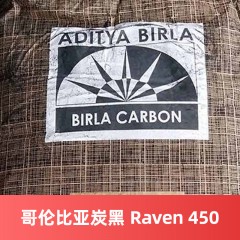 ADITYA BIRLA
BIRLA CARBON
哥伦比亚炭黑 Raven 450